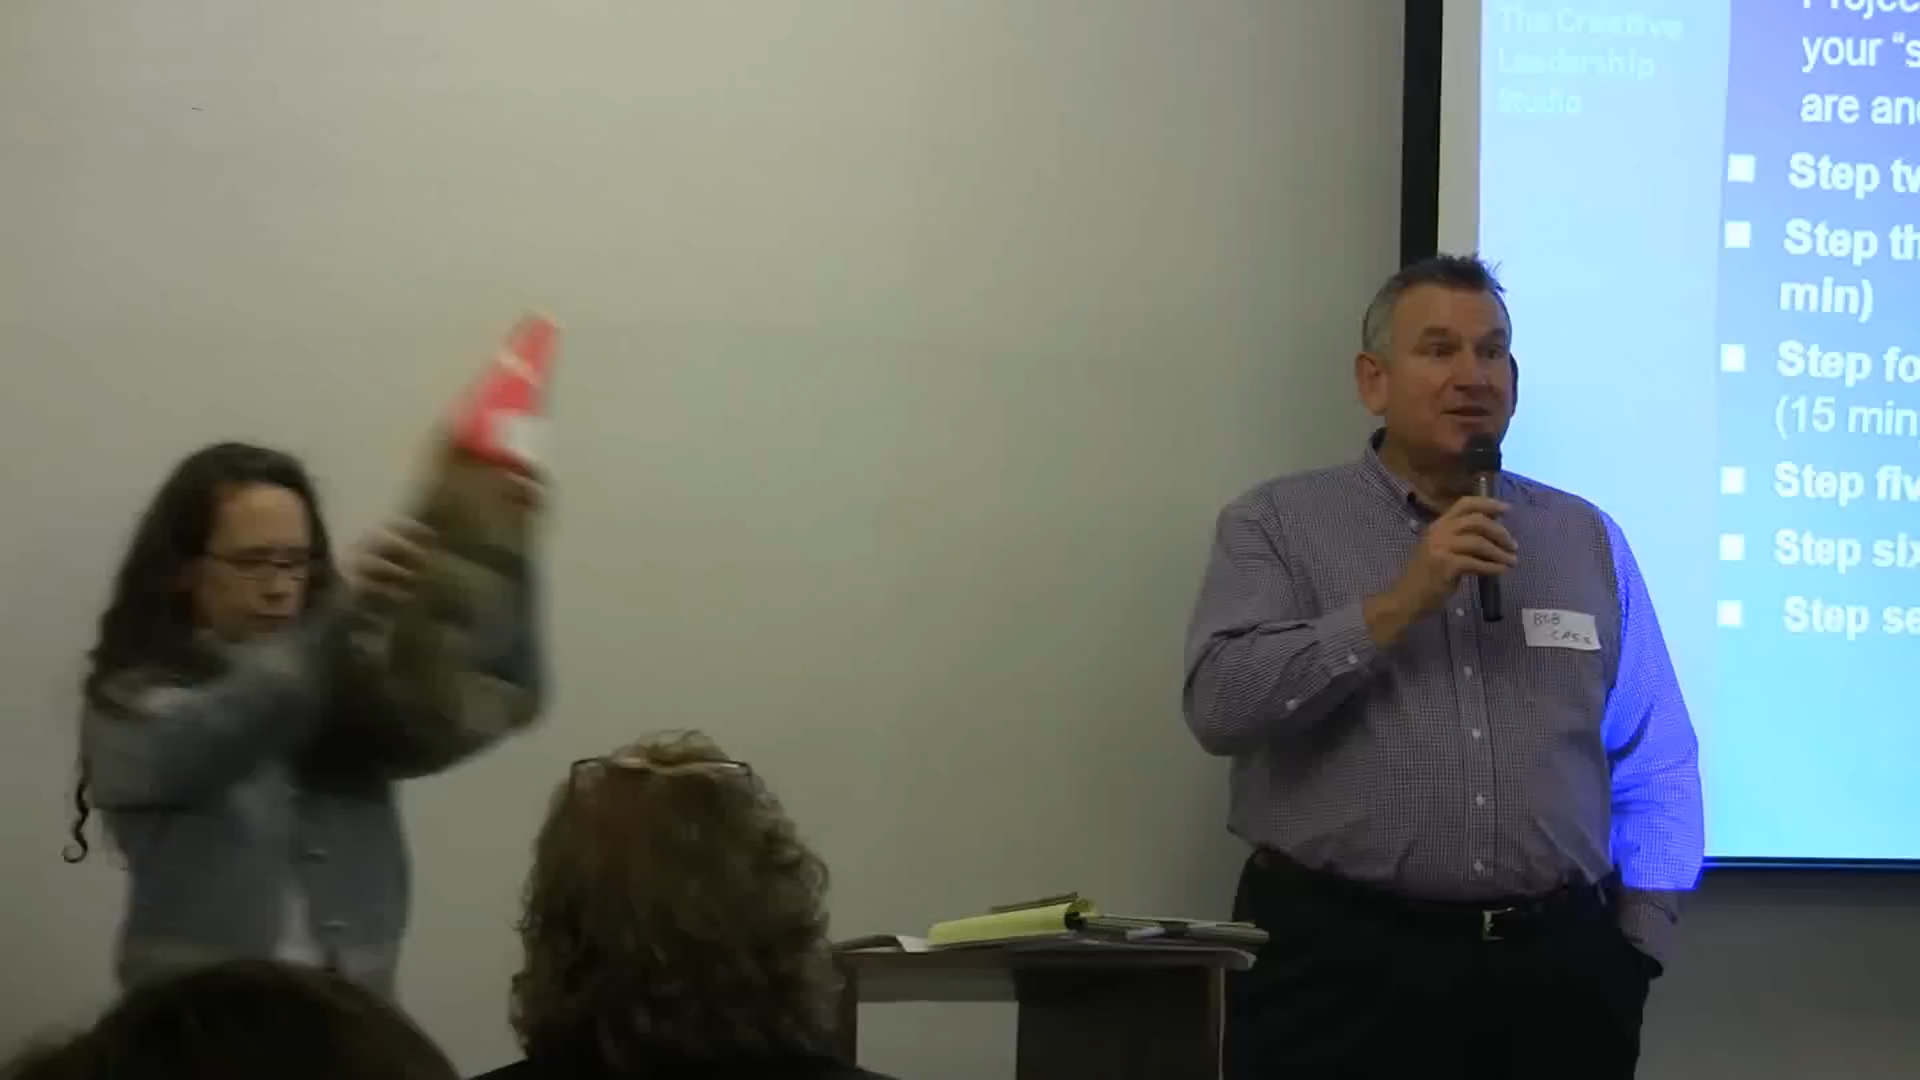 The Creative
Leadership
Studio
your “s
are an
Step tw
Step th
min)
Step fo
(15 min
Step fiv
Step six
Step se
BOB